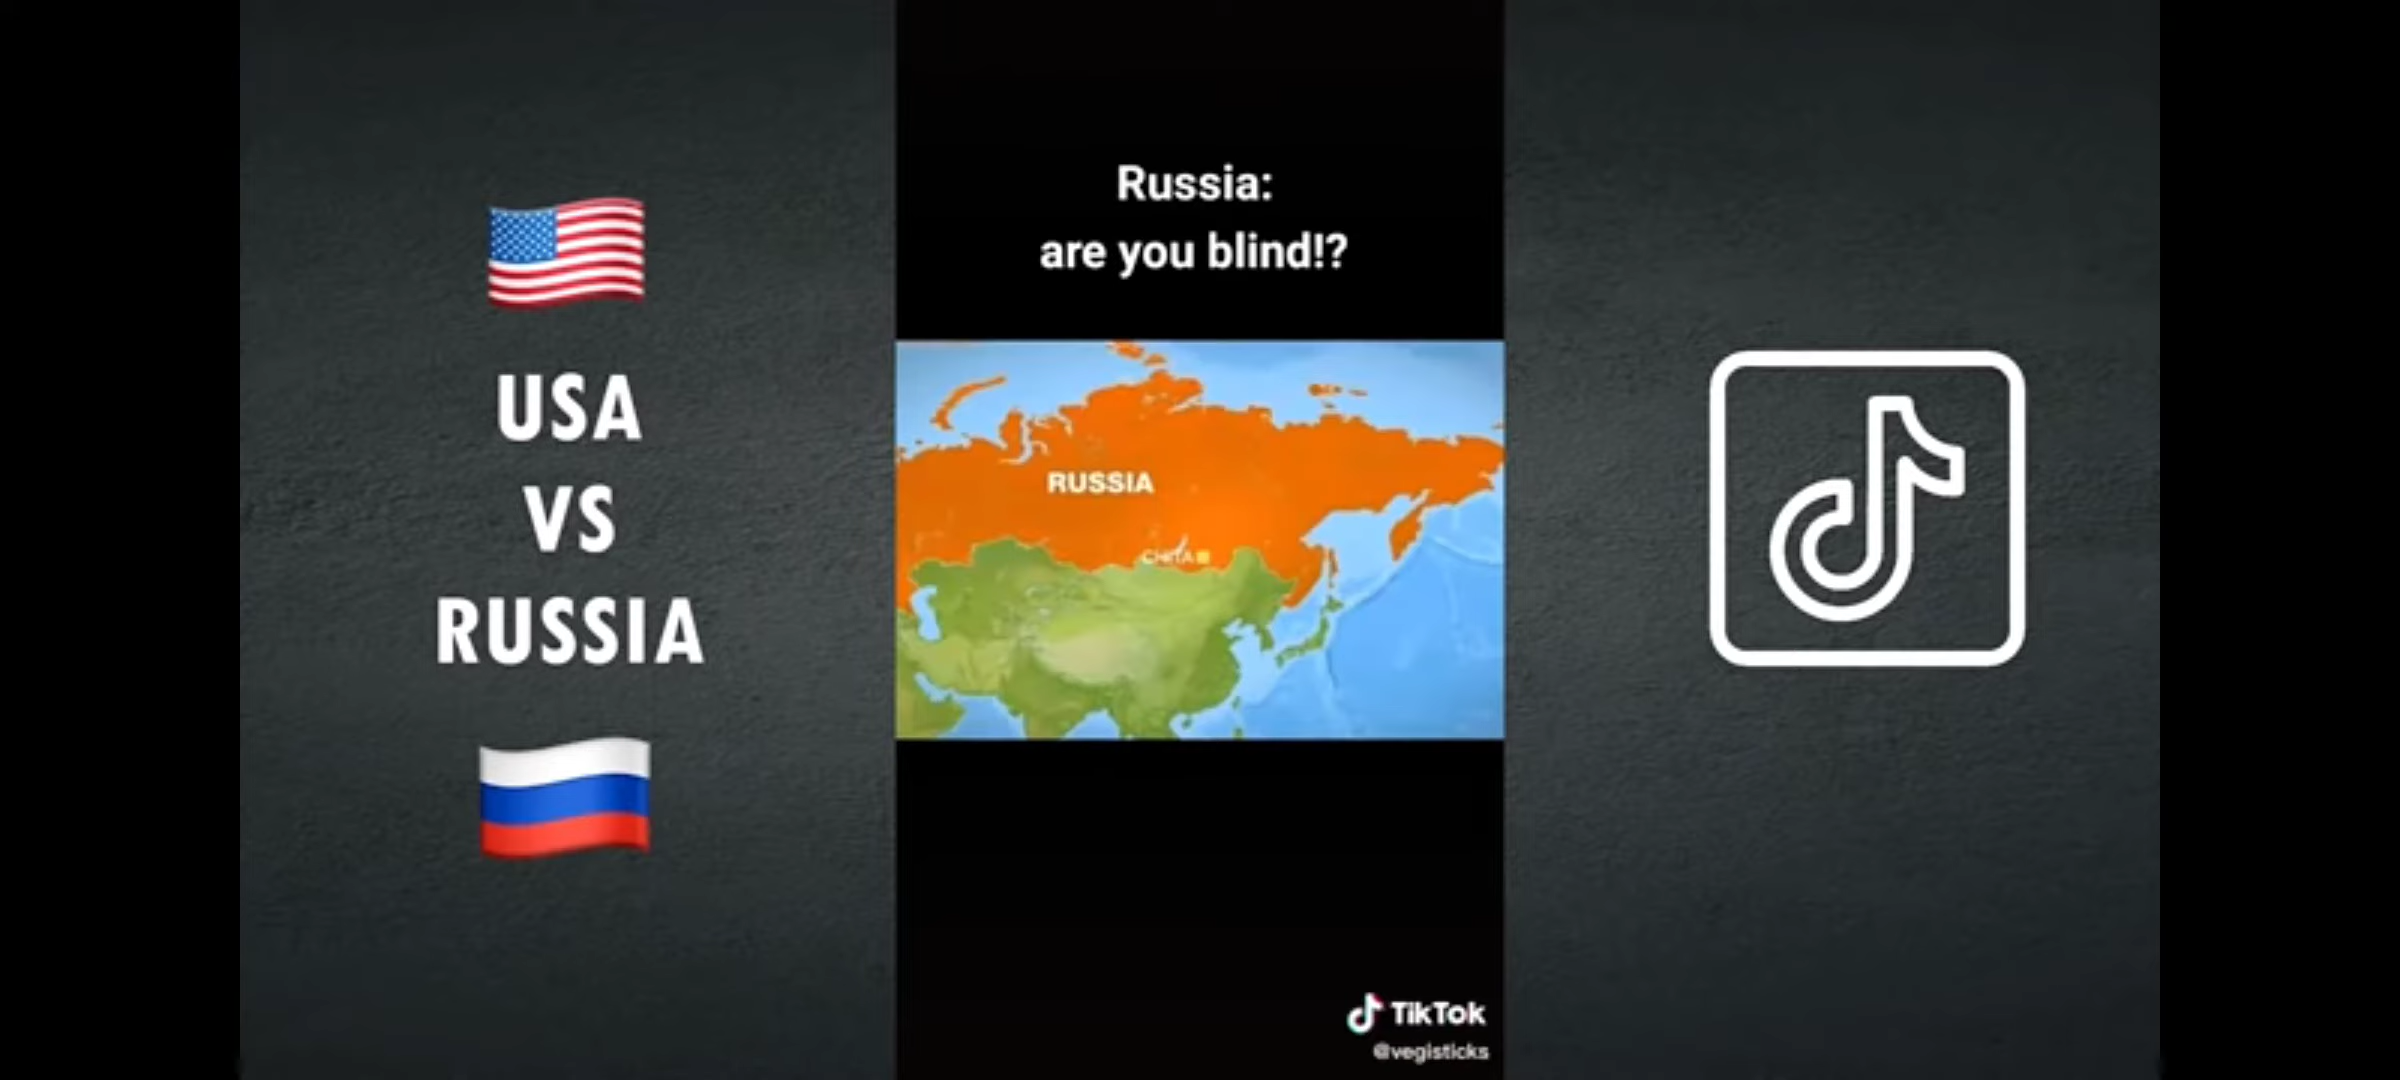 USA
VS
RUSSIA
Russia:
are you blind!?
RUSSIA
CHITA
TikTok
@vegisticks